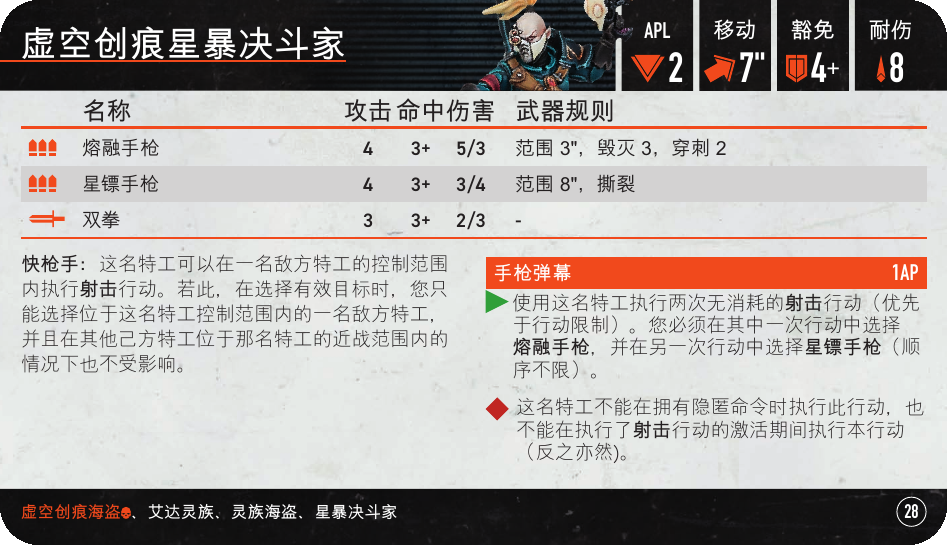 虚空创痕星暴决斗家
APL 移动 豁免 耐伤
2 7" 4+ 8
名称 攻击 命中 伤害 武器规则
熔融手枪 4 3+ 5/3 范围 3"，毁灭 3，穿刺 2
星镖手枪 4 3+ 3/4 范围 8"，撕裂
双拳 3 3+ 2/3 -
快枪手：这名特工可以在一名敌方特工的控制范围
内执行射击行动。若此，在选择有效目标时，您只
能选择位于这名特工控制范围内的一名敌方特工，
并且在其他己方特工位于那名特工的近战范围内的
情况下也不受影响。
手枪弹幕 1AP
使用这名特工执行两次无消耗的射击行动（优先
于行动限制）。您必须在其中一次行动中选择
熔融手枪，并在另一次行动中选择星镖手枪（顺
序不限）。
这名特工不能在拥有隐匿命令时执行此行动，也
不能在执行了射击行动的激活期间执行本行动
（反之亦然)。
虚空创痕海盗、艾达灵族、灵族海盗、星暴决斗家
28